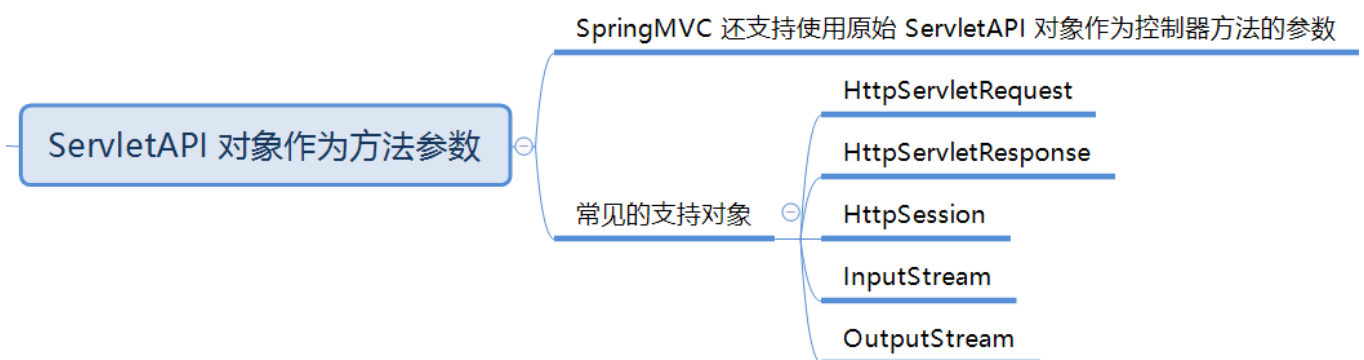 SpringMVC 还支持使用原始 ServletAPI 对象作为控制器方法的参数
HttpServletRequest
ServletAPI 对象作为方法参数
HttpServletResponse
常见的支持对象
HttpSession
InputStream
OutputStream